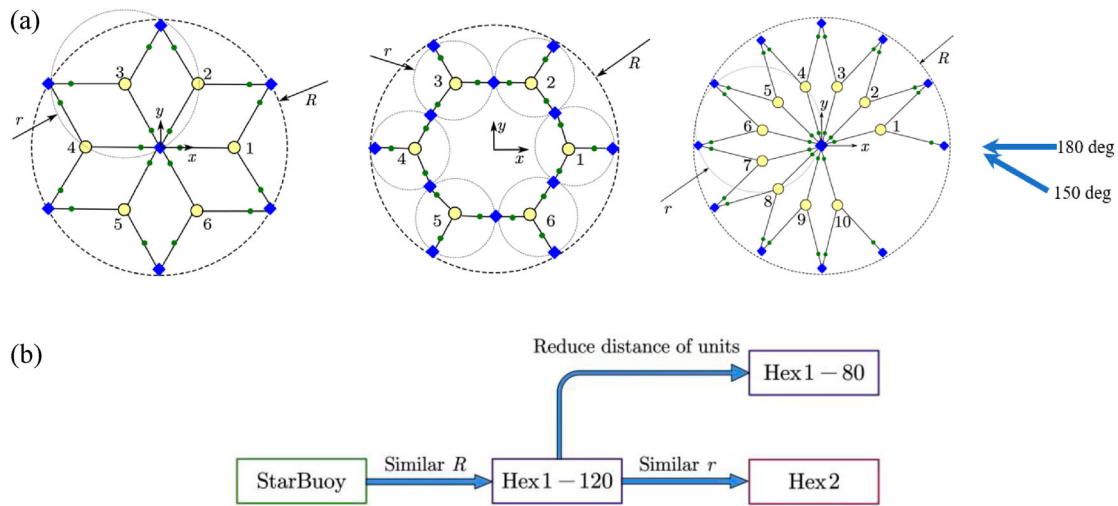 (a)
3
2
y
r
R
4
x
1
5
6
r
3
2
R
y
4
x
1
5
6
4
3
R
5
2
6
y
1
x
7
180 deg
150 deg
8
r
9
10
(b)
Reduce distance of units
Hex1 − 80
StarBuoy
Similar R
Hex1 − 120
Similar r
Hex2